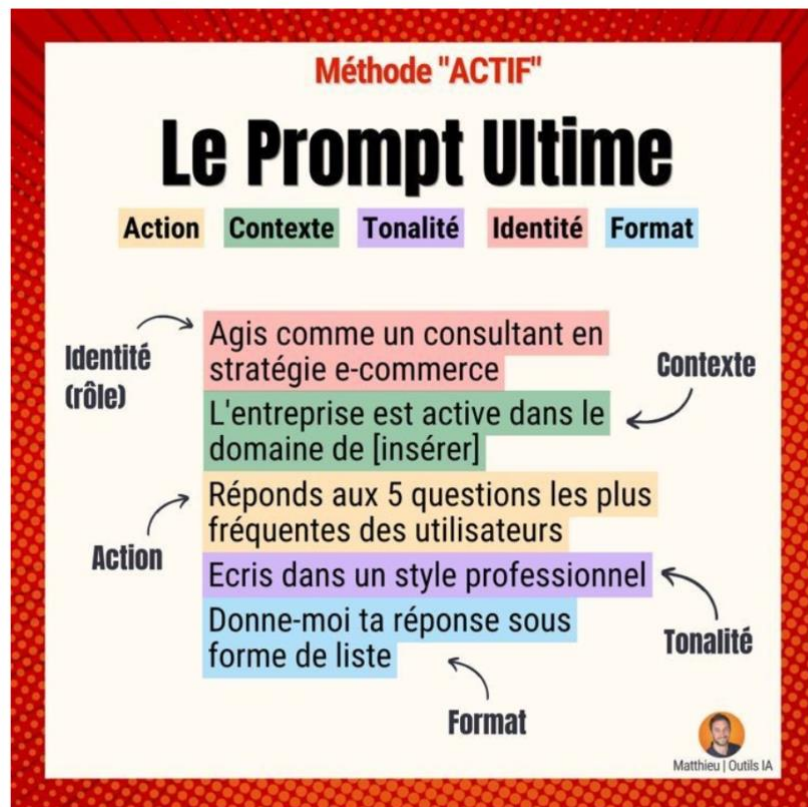 Méthode "ACTIF"
Le Prompt Ultime
Action Contexte Tonalité Identité Format
Identité
(rôle)
Agis comme un consultant en
stratégie e-commerce
Contexte
L'entreprise est active dans le
domaine de [insérer]
Action
Réponds aux 5 questions les plus
fréquentes des utilisateurs
Ecris dans un style professionnel
Tonalité
Donne-moi ta réponse sous
forme de liste
Format
Matthieu | Outils IA